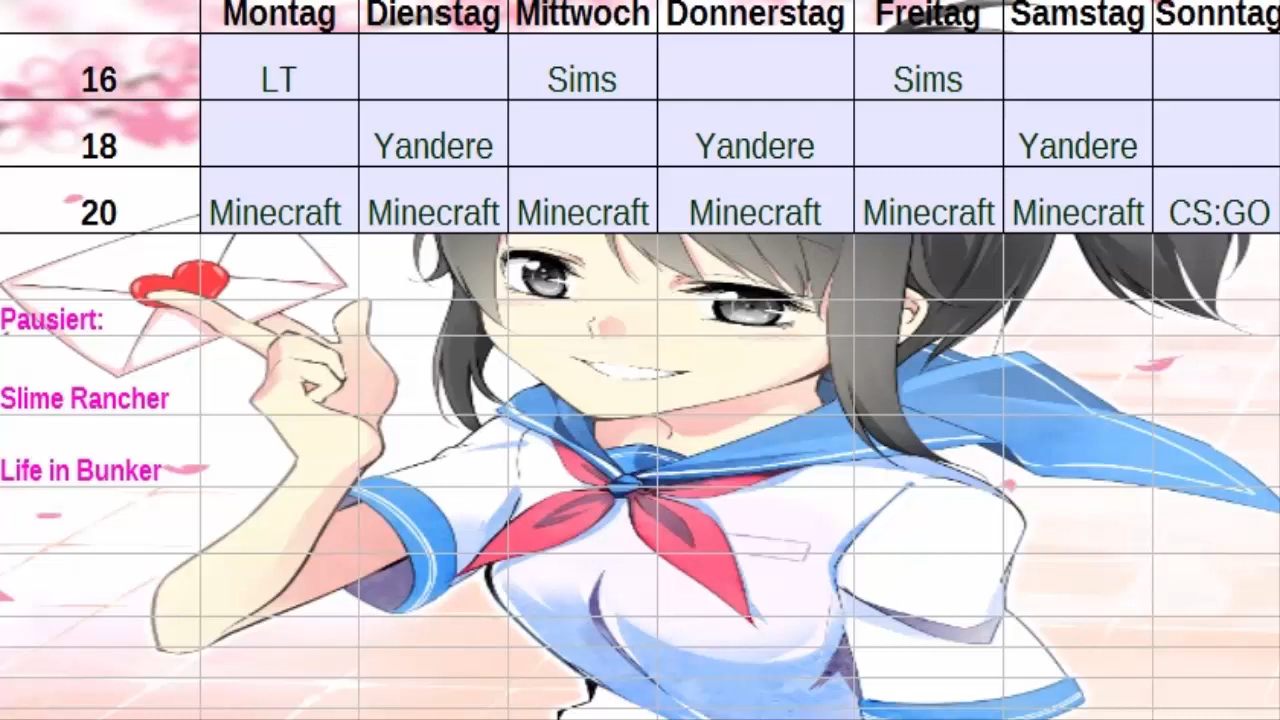 Montag Dienstag Mittwoch Donnerstag Freitag Samstag Sonntag
16 LT Sims Sims
18 Yandere Yandere Yandere
20 Minecraft Minecraft Minecraft Minecraft Minecraft Minecraft CS:GO
Pausiert:
Slime Rancher
Life in Bunker